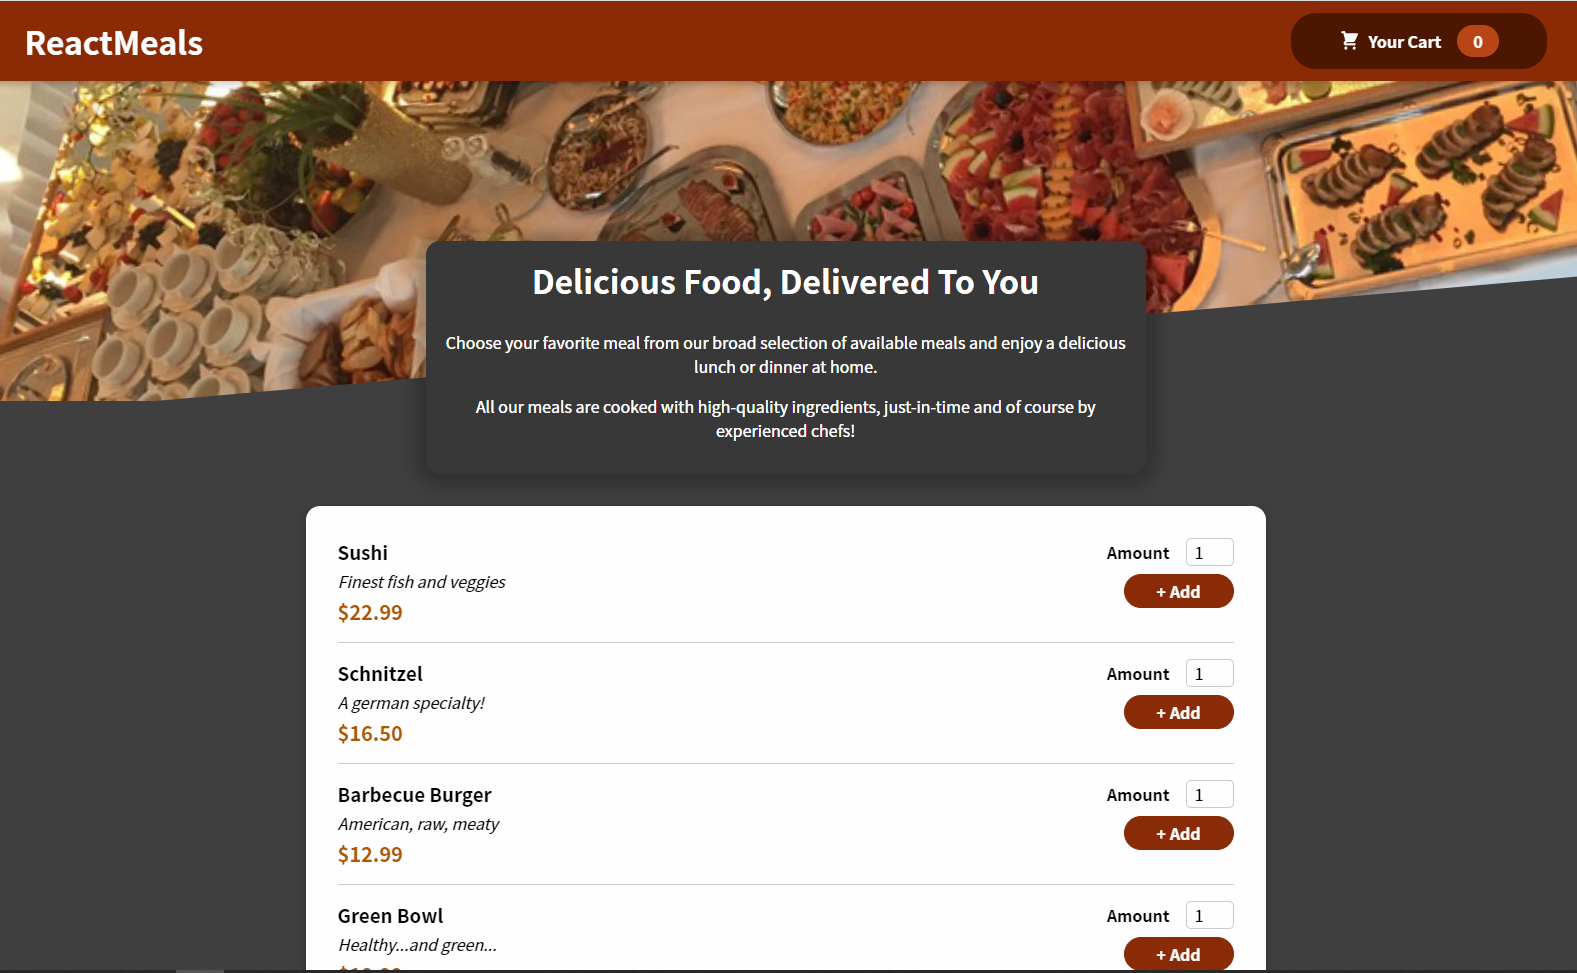 ReactMeals
Your Cart 0
Delicious Food, Delivered To You
Choose your favorite meal from our broad selection of available meals and enjoy a delicious
lunch or dinner at home.
All our meals are cooked with high-quality ingredients, just-in-time and of course by
experienced chefs!
Sushi
Amount 1
Finest fish and veggies
+ Add
$22.99
Schnitzel
Amount 1
A german specialty!
+ Add
$16.50
Barbecue Burger
Amount 1
American, raw, meaty
+ Add
$12.99
Green Bowl
Amount 1
Healthy...and green...
+ Add